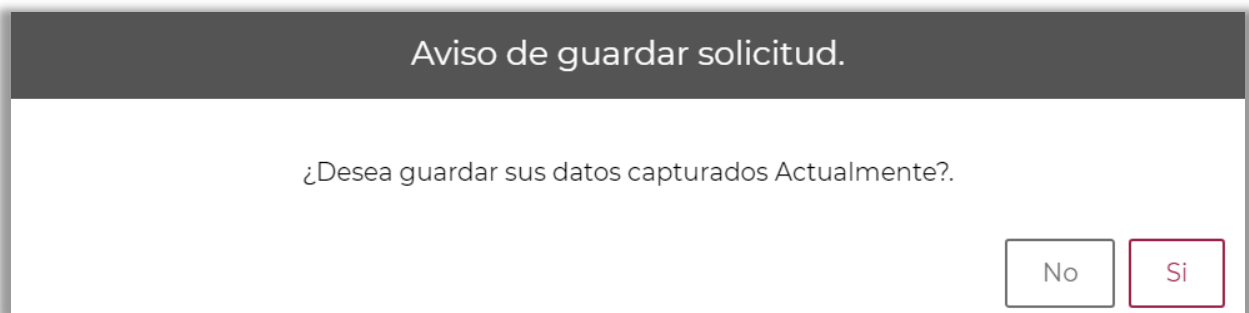 Aviso de guardar solicitud.
¿Desea guardar sus datos capturados Actualmente?.
No
Si